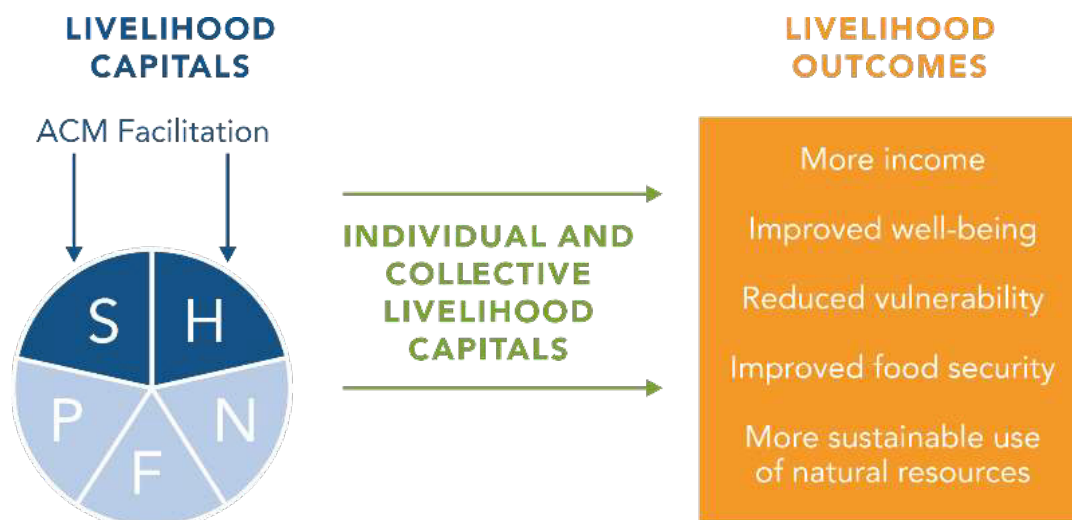 LIVELIHOOD
CAPITALS
ACM Facilitation
S
H
P
N
F
INDIVIDUAL AND
COLLECTIVE
LIVELIHOOD
CAPITALS
LIVELIHOOD
OUTCOMES
More income
Improved well-being
Reduced vulnerability
Improved food security
More sustainable use
of natural resources